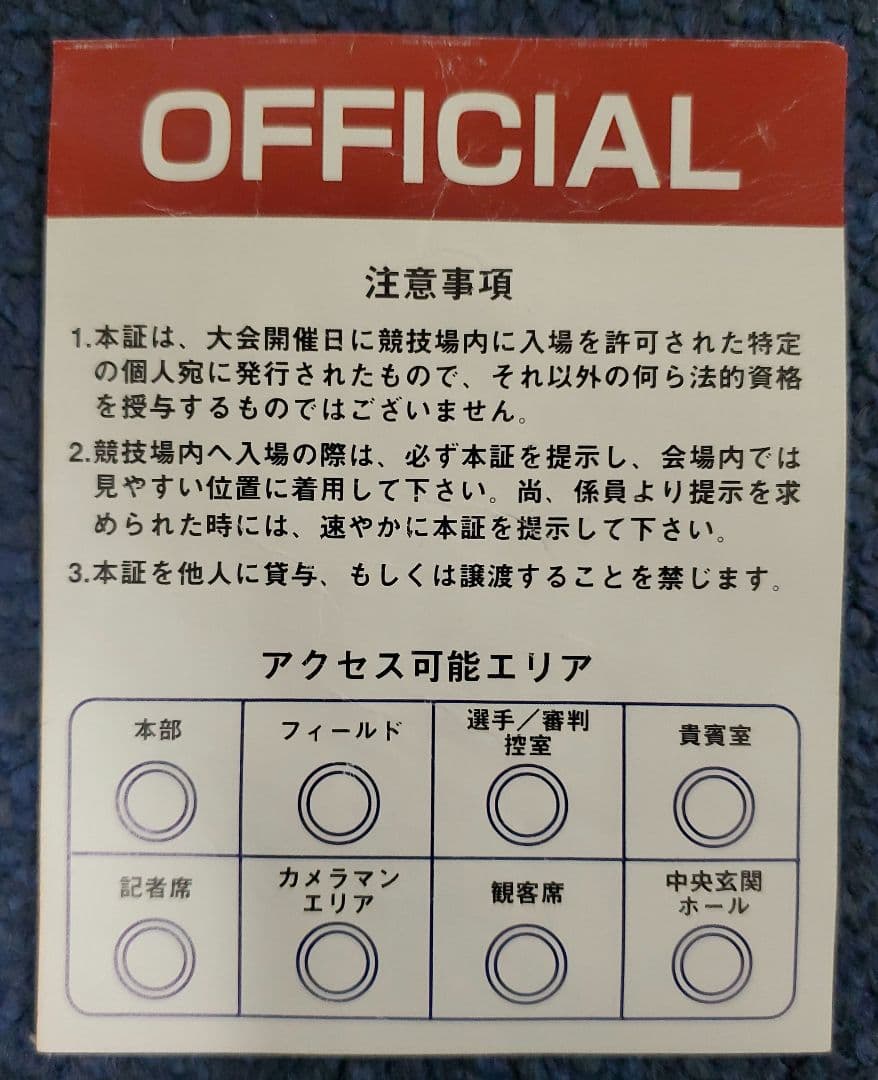 OFFICIAL
注意事項
1.本証は、大会開催日に競技場内に入場を許可された特定
の個人宛に発行されたもので、それ以外の何ら法的資格
を授与するものではございません。
2.競技場内へ入場の際は、必ず本証を提示し、会場内では
見やすい位置に着用して下さい。尚、係員より提示を求
められた時には、速やかに本証を提示して下さい。
3.本証を他人に貸与、もしくは譲渡することを禁じます。
アクセス可能エリア
本部
フィールド
選手／審判
控室
貴賓室
記者席
カメラマン
エリア
観客席
中央玄関
ホール